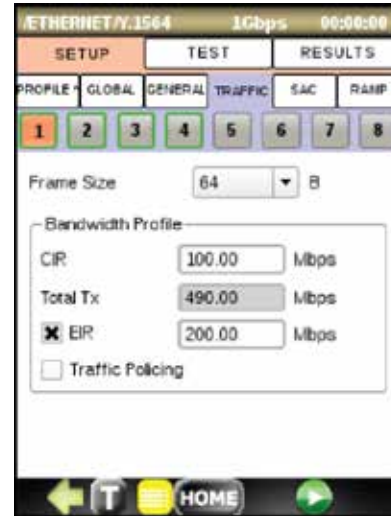 /ETHERNET/Y.1564 1Gbps 00:00:00
SETUP TEST RESULTS
PROFILE GLOBAL GENERAL TRAFFIC SAC RAMP
1 2 3 4 5 6 7 8
Frame Size 64 B
Bandwidth Profile
CIR 100.00 Mbps
Total Tx 490.00 Mbps
EIR 200.00 Mbps
Traffic Policing
T HOME